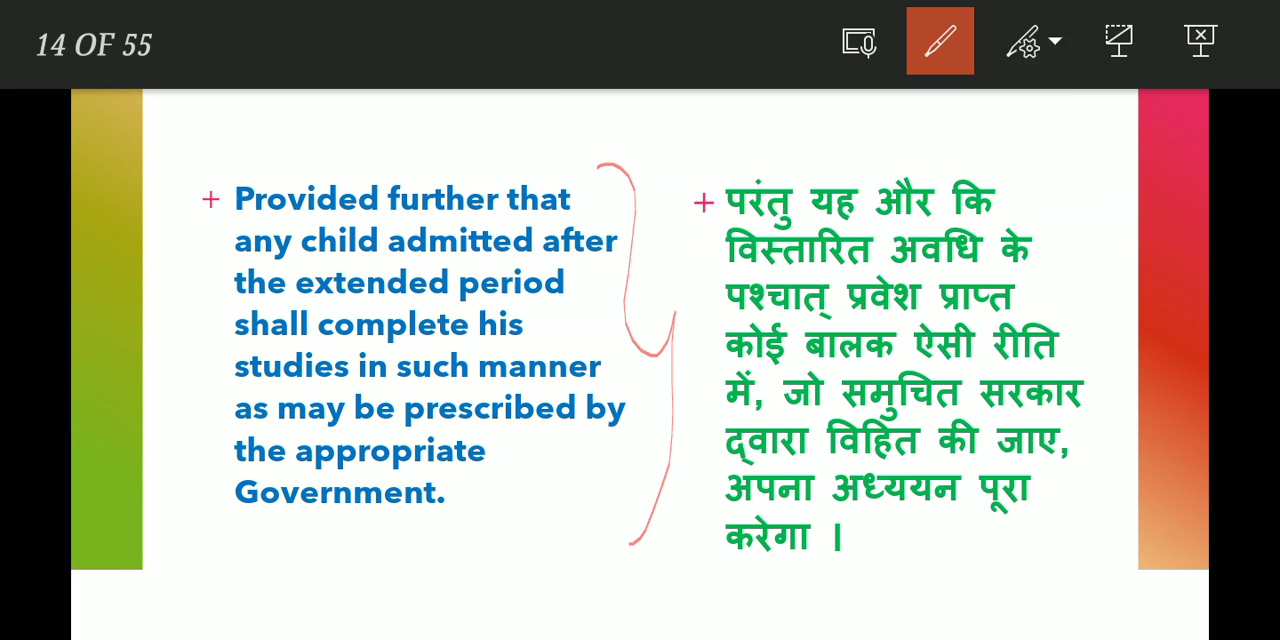 14 OF 55
+ Provided further that
any child admitted after
the extended period
shall complete his
studies in such manner
as may be prescribed by
the appropriate
Government.
+ परंतु यह और कि
विस्तारित अवधि के
पश्चात् प्रवेश प्राप्त
कोई बालक ऐसी रीति
में, जो समुचित सरकार
द्वारा विहित की जाए,
अपना अध्ययन पूरा
करेगा ।